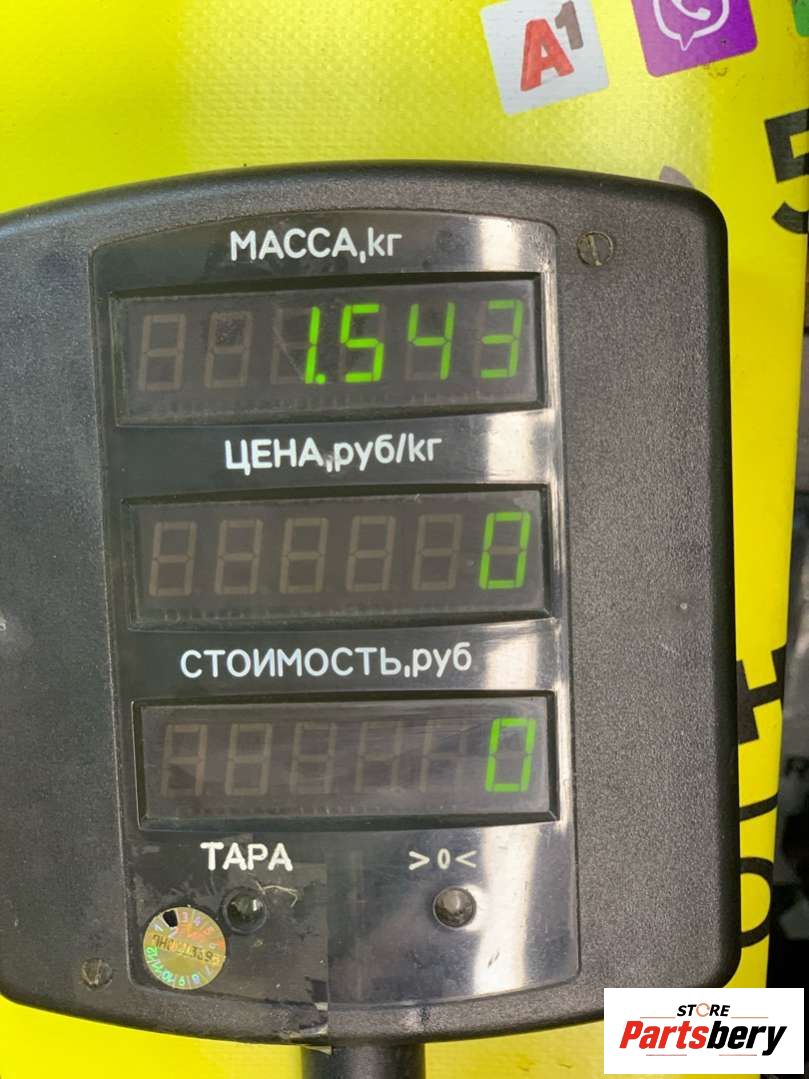 A1
МАССА,кг
1.543
ЦЕНА,руб/кг
0
СТОИМОСТЬ,руб
0
ТАРА >0<
STORE
Partsbery